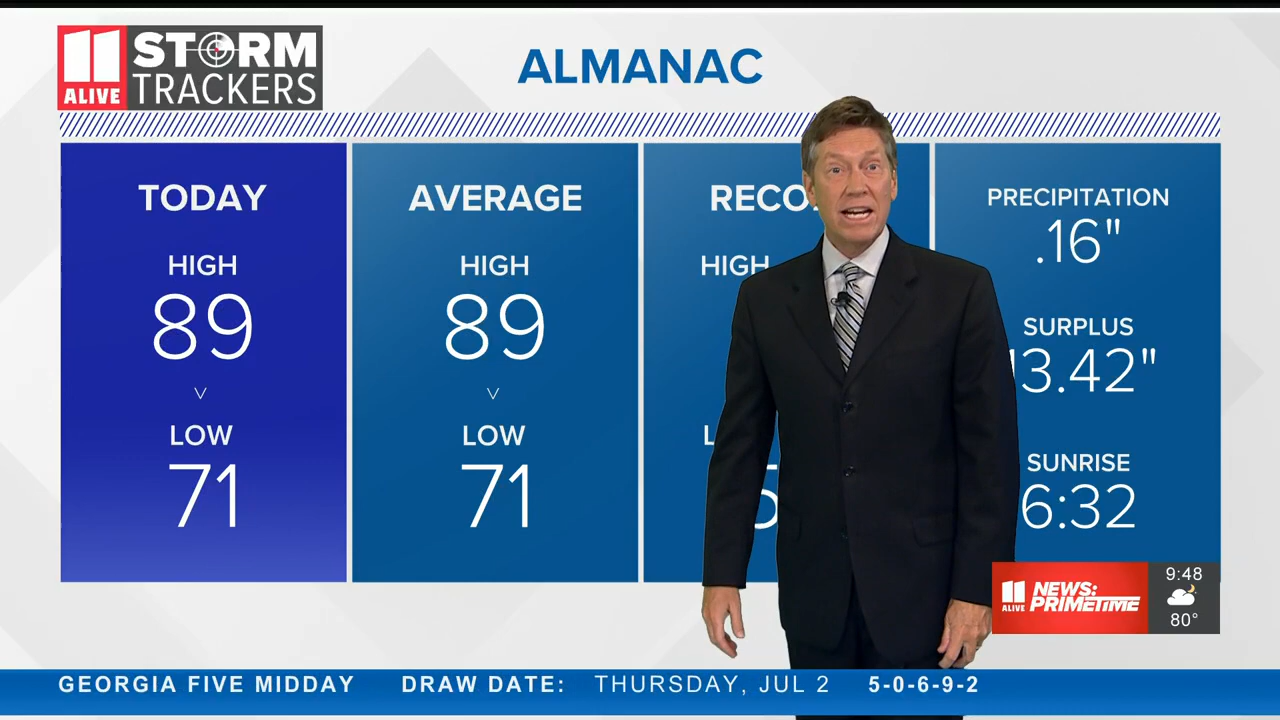 11 ALIVE
STORM
TRACKERS
ALMANAC
TODAY
HIGH
89
LOW
71
AVERAGE
HIGH
89
LOW
71
HIGH
PRECIPITATION
.16"
SURPLUS
13.42"
SUNRISE
6:32
11 ALIVE
NEWS:
PRIMETIME
9:48
80°
GEORGIA FIVE MIDDAY DRAW DATE: THURSDAY, JUL 2 5-0-6-9-2